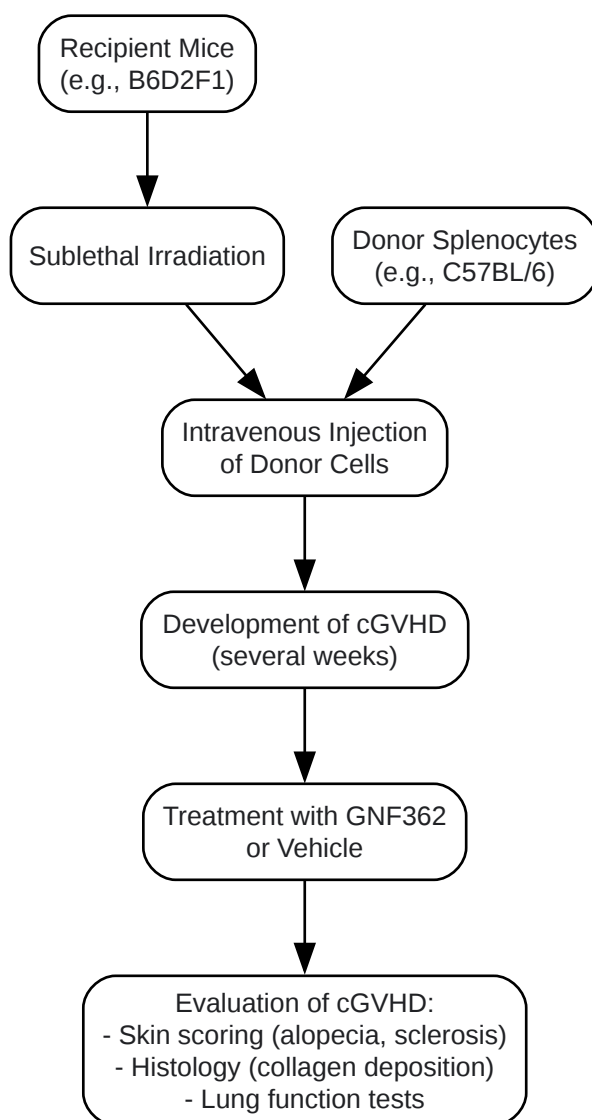 Recipient Mice
(e.g., B6D2F1)
Sublethal Irradiation
Donor Splenocytes
(e.g., C57BL/6)
Intravenous Injection
of Donor Cells
Development of cGVHD
(several weeks)
Treatment with GNF362
or Vehicle
Evaluation of cGVHD:
- Skin scoring (alopecia, sclerosis)
- Histology (collagen deposition)
- Lung function tests